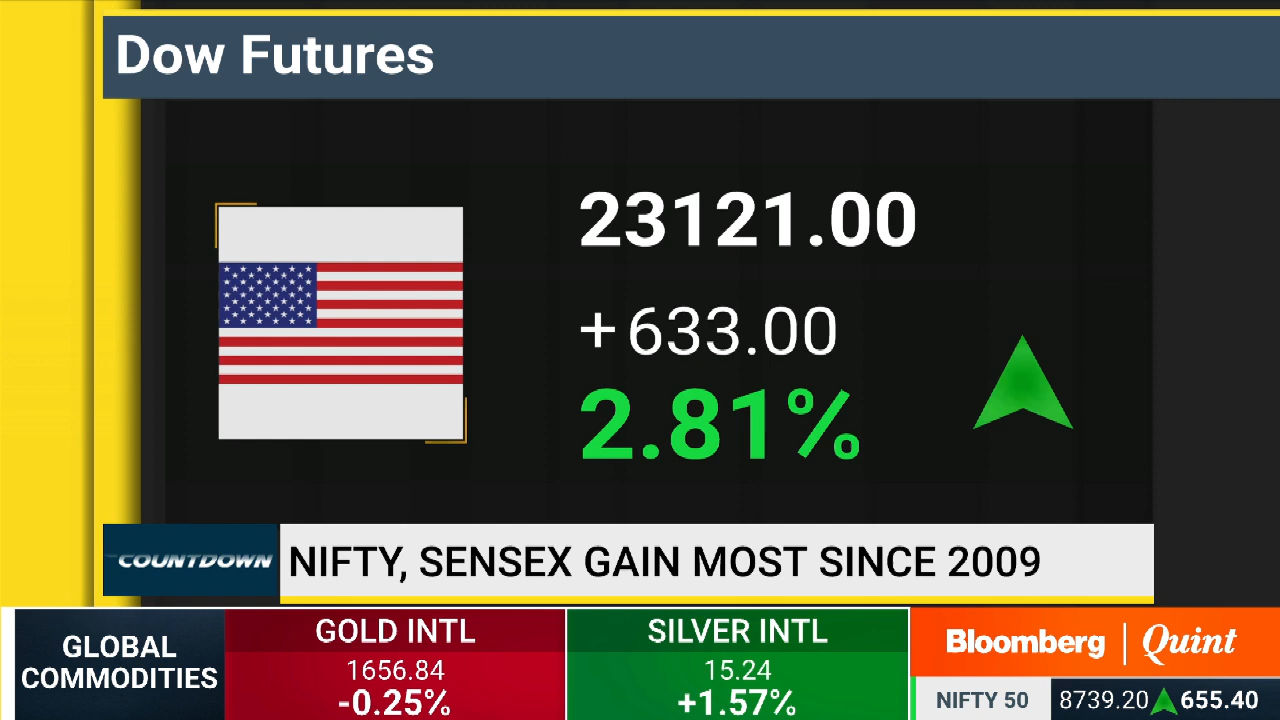 Dow Futures
23121.00
+633.00
2.81%
COUNTDOWN
NIFTY, SENSEX GAIN MOST SINCE 2009
GLOBAL
COMMODITIES
GOLD INTL
1656.84
-0.25%
SILVER INTL
15.24
+1.57%
Bloomberg | Quint
NIFTY 50
8739.20 655.40